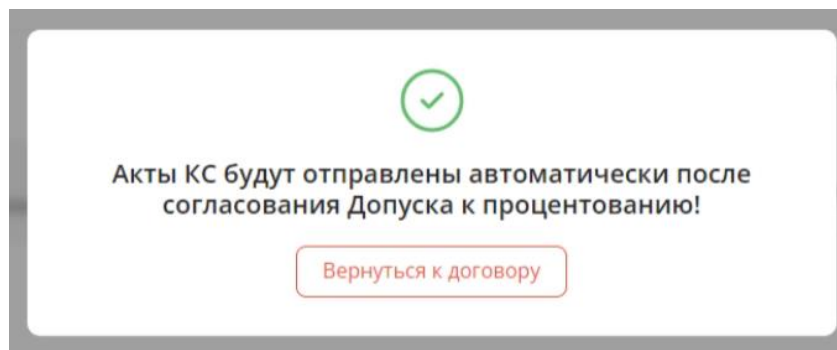 Акты КС будут отправлены автоматически после
согласования Допуска к процентованию!
Вернуться к договору